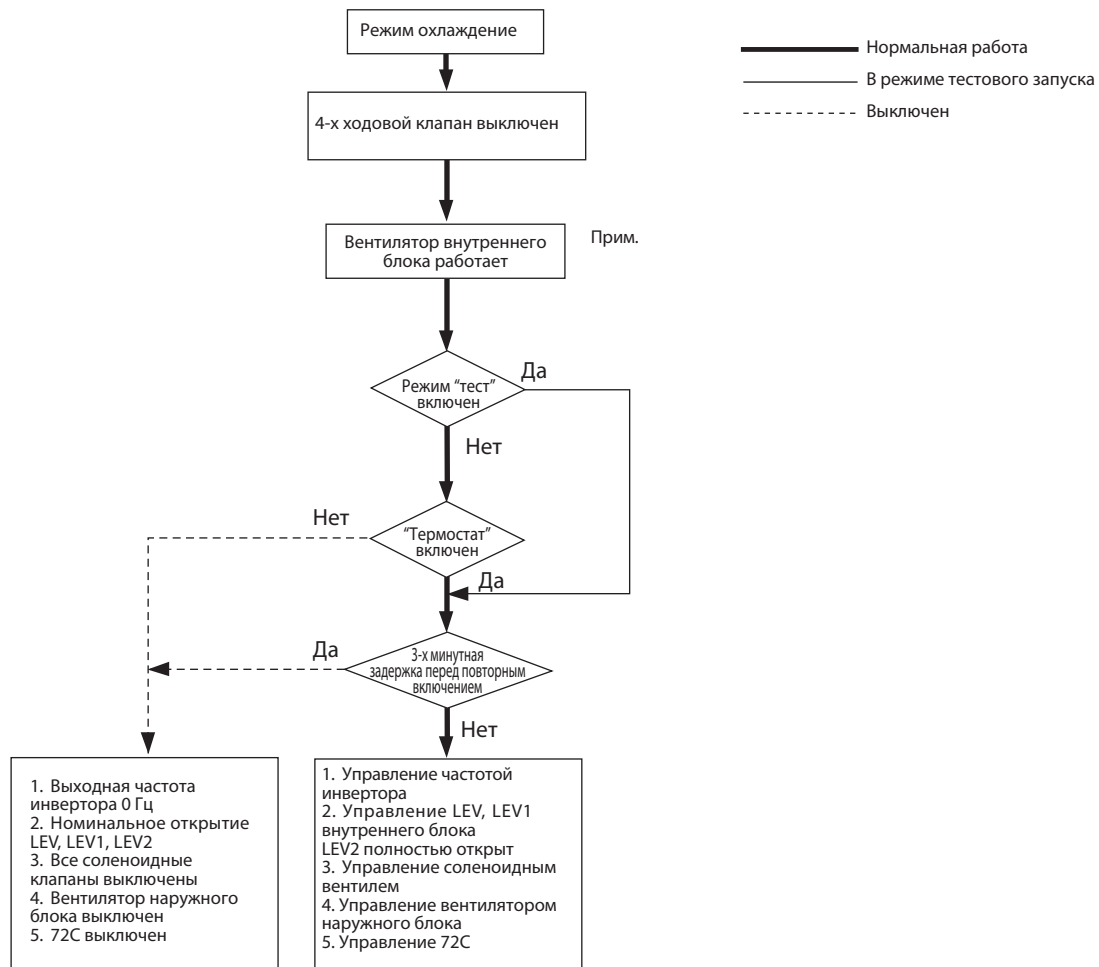 Режим охлаждение
Нормальная работа
В режиме тестового запуска
Выключен
4-х ходовой клапан выключен
Вентилятор внутреннего
блока работает
Прим.
Да
Режим “тест”
включен
Нет
Нет
“Термостат”
включен
Да
Да
3-х минутная
задержка перед повторным
включением
Нет
1. Выходная частота
инвертора 0 Гц
2. Номинальное открытие
LEV, LEV1, LEV2
3. Все соленоидные
клапаны выключены
4. Вентилятор наружного
блока выключен
5. 72С выключен
1. Управление частотой
инвертора
2. Управление LEV, LEV1
внутреннего блока
LEV2 полностью открыт
3. Управление соленоидным
вентилем
4. Управление вентилятором
наружного блока
5. Управление 72С